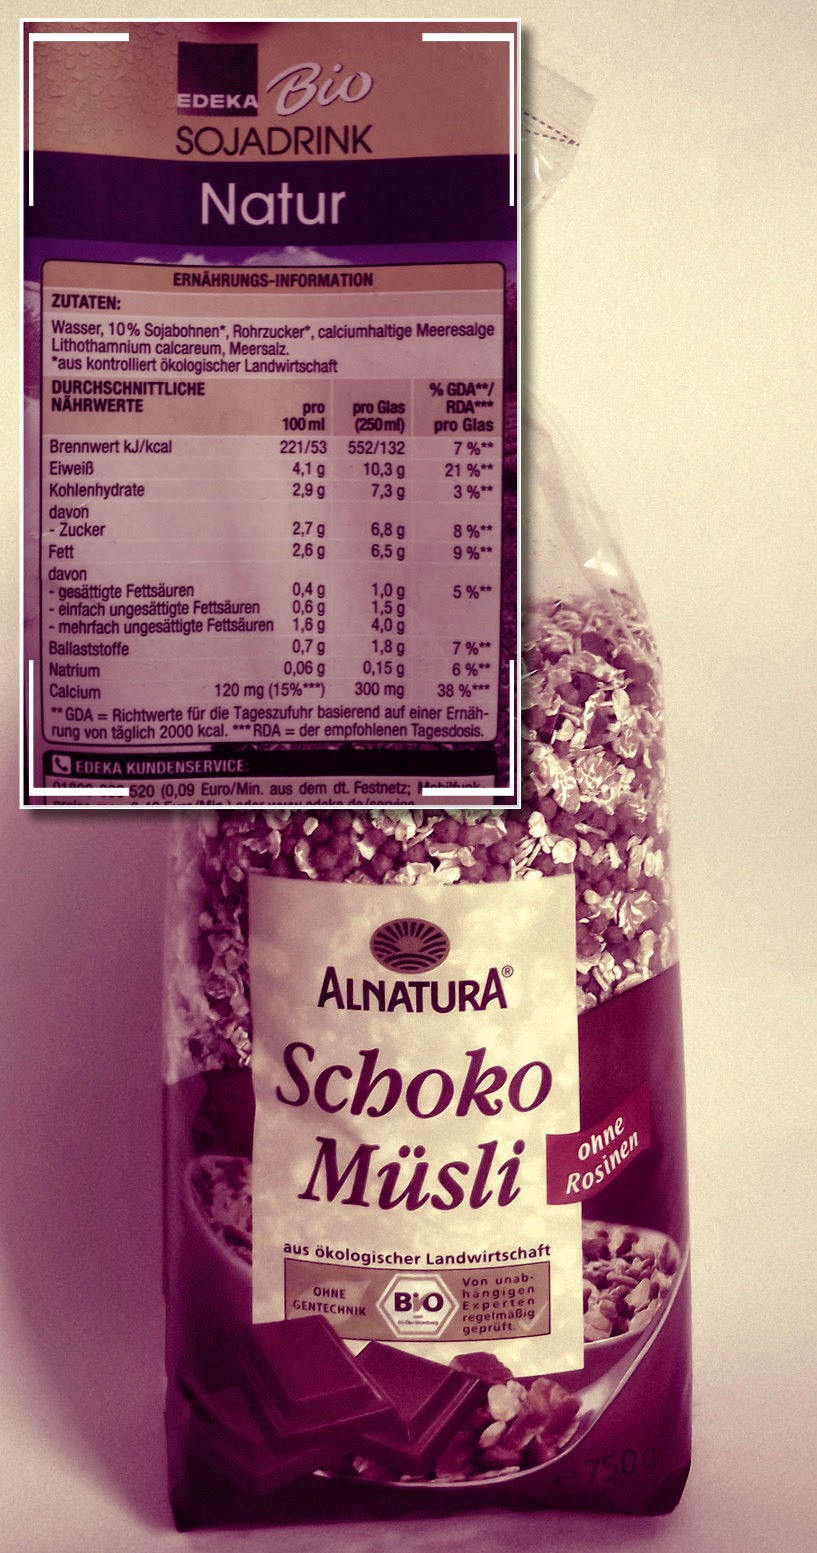 EDEKA Bio
SOJADRINK
Natur
ERNÄHRUNGS-INFORMATION
ZUTATEN:
Wasser, 10% Sojabohnen*, Rohrzucker*, calciumhaltige Meeresalge
Lithothamnium calcareum, Meersalz.
*aus kontrolliert ökologischer Landwirtschaft
DURCHSCHNITTLICHE % GDA**/
NÄHRWERTE pro pro Glas RDA***
100 ml (250 ml) pro Glas
Brennwert kJ/kcal 221/53 552/132 7 %**
Eiweiß 4,1 g 10,3 g 21 %**
Kohlenhydrate 2,9 g 7,3 g 3 %**
davon
- Zucker 2,7 g 6,8 g 8 %**
Fett 2,6 g 6,5 g 9 %**
davon
- gesättigte Fettsäuren 0,4 g 1,0 g 5 %**
- einfach ungesättigte Fettsäuren 0,6 g 1,5 g
- mehrfach ungesättigte Fettsäuren 1,6 g 4,0 g
Ballaststoffe 0,7 g 1,8 g 7 %**
Natrium 0,06 g 0,15 g 6 %**
Calcium 120 mg (15%***) 300 mg 38 %***
**GDA = Richtwerte für die Tageszufuhr basierend auf einer Ernäh-
rung von täglich 2000 kcal. ***RDA = der empfohlenen Tagesdosis.
EDEKA KUNDENSERVICE:
520 (0,09 Euro/Min. aus dem dt. Festnetz; Mobilfunk-
ALNATURA®
Schoko
Müsli
ohne
Rosinen
aus ökologischer Landwirtschaft
OHNE
GENTECHNIK
BiO
Von unab-
hängigen
Experten
regelmäßig
geprüft.
e 750 g